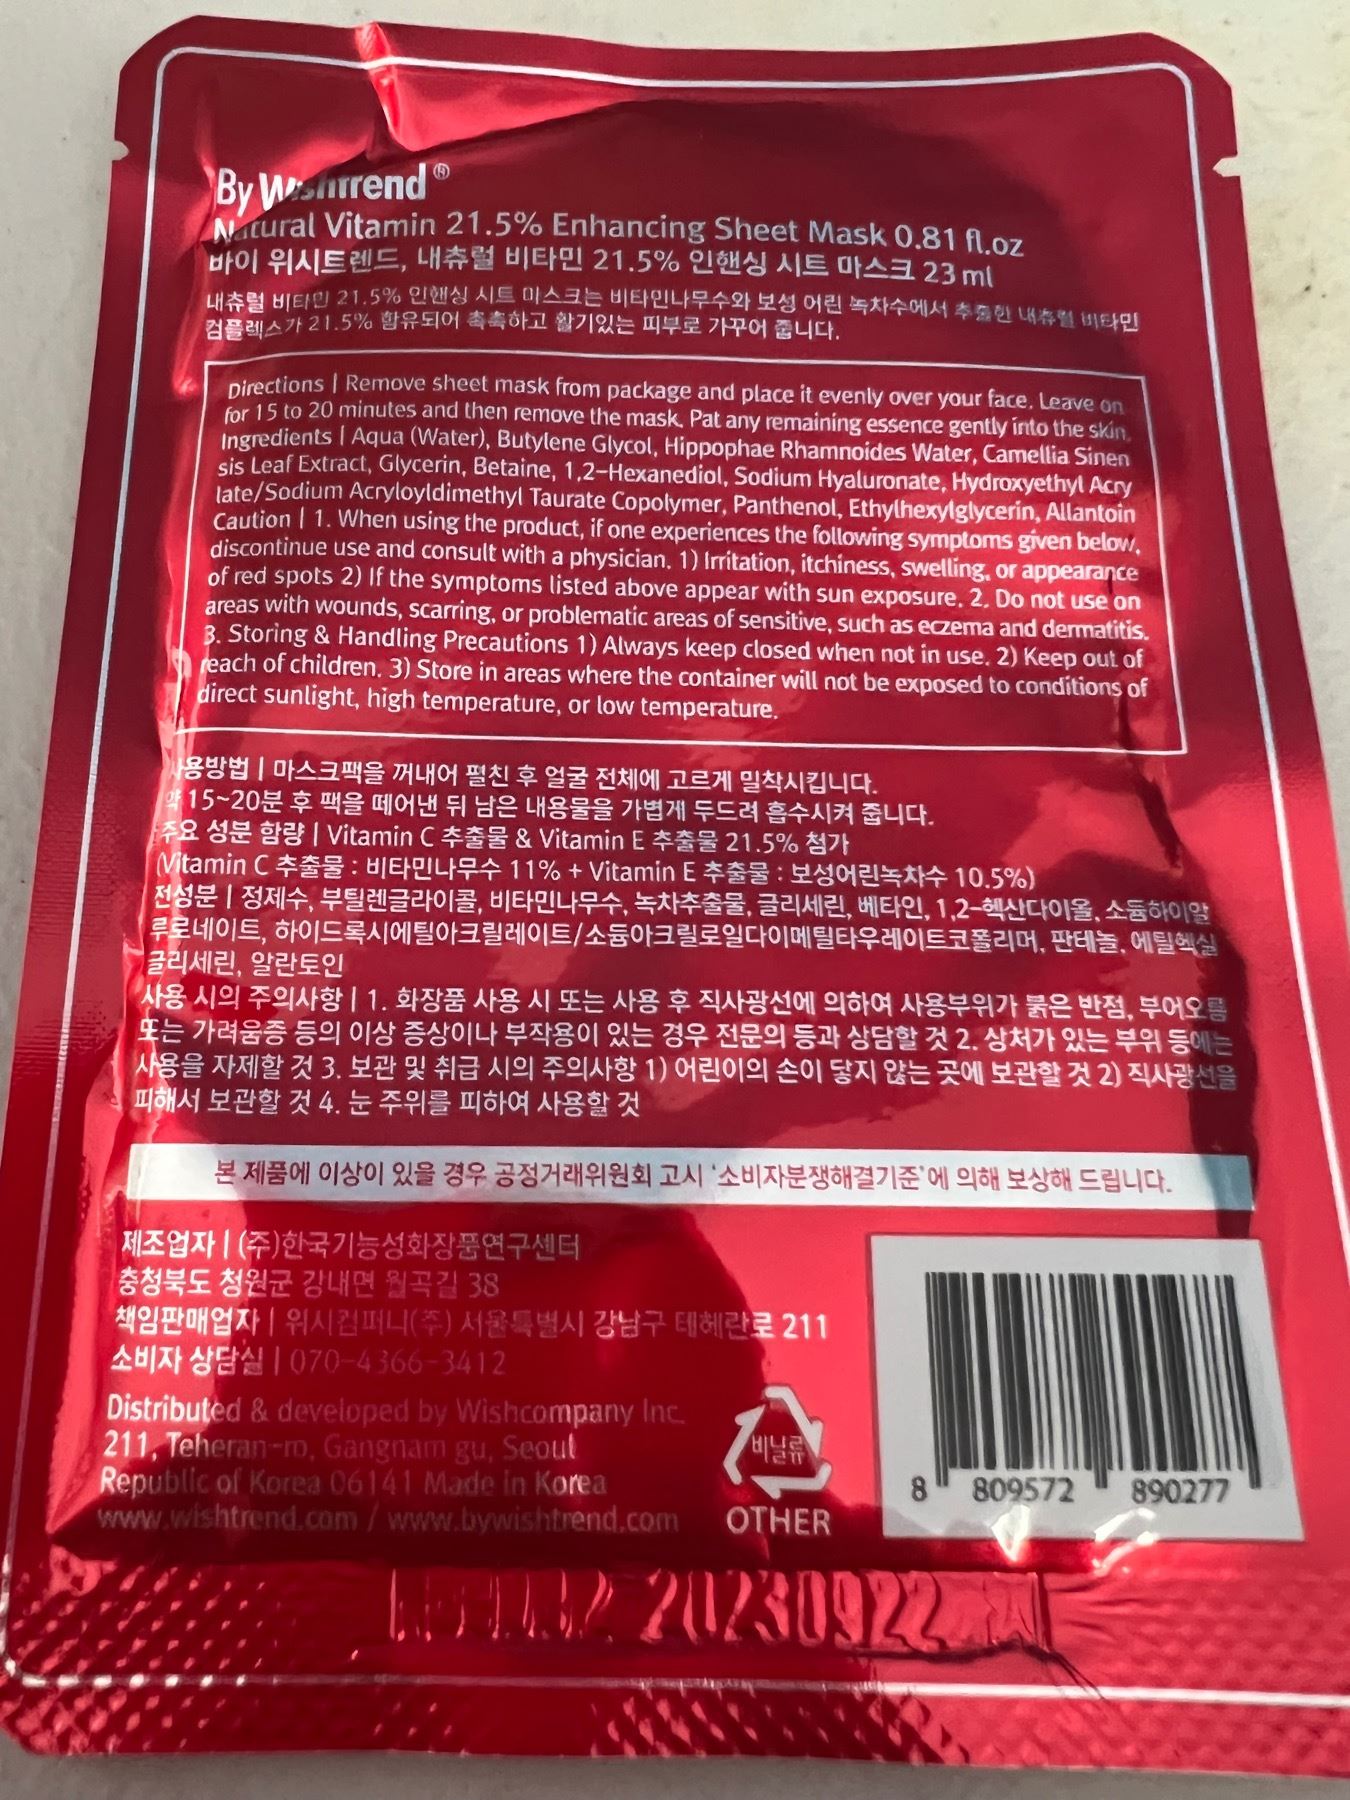 By Wishtrend®
Natural Vitamin 21.5% Enhancing Sheet Mask 0.81 fl.oz
바이 위시트렌드, 내츄럴 비타민 21.5% 인핸싱 시트 마스크 23 ml
내츄럴 비타민 21.5% 인핸싱 시트 마스크는 비타민나무수와 보성 어린 녹차수에서 추출한 내츄럴 비타민
컴플렉스가 21.5% 함유되어 촉촉하고 활기있는 피부로 가꾸어 줍니다.
Directions | Remove sheet mask from package and place it evenly over your face. Leave on
for 15 to 20 minutes and then remove the mask. Pat any remaining essence gently into the skin.
Ingredients | Aqua (Water), Butylene Glycol, Hippophae Rhamnoides Water, Camellia Sinen
sis Leaf Extract, Glycerin, Betaine, 1,2-Hexanediol, Sodium Hyaluronate, Hydroxyethyl Acry
late/Sodium Acryloyldimethyl Taurate Copolymer, Panthenol, Ethylhexylglycerin, Allantoin
Caution | 1. When using the product, if one experiences the following symptoms given below,
discontinue use and consult with a physician. 1) Irritation, itchiness, swelling, or appearance
of red spots 2) If the symptoms listed above appear with sun exposure. 2. Do not use on
areas with wounds, scarring, or problematic areas of sensitive, such as eczema and dermatitis.
3. Storing & Handling Precautions 1) Always keep closed when not in use. 2) Keep out of
reach of children. 3) Store in areas where the container will not be exposed to conditions of
direct sunlight, high temperature, or low temperature.
사용방법 | 마스크팩을 꺼내어 펼친 후 얼굴 전체에 고르게 밀착시킵니다.
약 15~20분 후 팩을 떼어낸 뒤 남은 내용물을 가볍게 두드려 흡수시켜 줍니다.
주요 성분 함량 | Vitamin C 추출물 & Vitamin E 추출물 21.5% 첨가
(Vitamin C 추출물 : 비타민나무수 11% + Vitamin E 추출물 : 보성어린녹차수 10.5%)
전성분 | 정제수, 부틸렌글라이콜, 비타민나무수, 녹차추출물, 글리세린, 베타인, 1,2-헥산다이올, 소듐하이알
루로네이트, 하이드록시에틸아크릴레이트/소듐아크릴로일다이메틸타우레이트코폴리머, 판테놀, 에틸헥실
글리세린, 알란토인
사용 시의 주의사항 | 1. 화장품 사용 시 또는 사용 후 직사광선에 의하여 사용부위가 붉은 반점, 부어오름
또는 가려움증 등의 이상 증상이나 부작용이 있는 경우 전문의 등과 상담할 것 2. 상처가 있는 부위 등에는
사용을 자제할 것 3. 보관 및 취급 시의 주의사항 1) 어린이의 손이 닿지 않는 곳에 보관할 것 2) 직사광선을
피해서 보관할 것 4. 눈 주위를 피하여 사용할 것
본 제품에 이상이 있을 경우 공정거래위원회 고시 '소비자분쟁해결기준'에 의해 보상해 드립니다.
제조업자 | (주)한국기능성화장품연구센터
충청북도 청원군 강내면 월곡길 38
책임판매업자 | 위시컴퍼니(주) 서울특별시 강남구 테헤란로 211
소비자 상담실 | 070-4366-3412
Distributed & developed by Wishcompany Inc.
211, Teheran-ro, Gangnam gu, Seoul
Republic of Korea 06141 Made in Korea
www.wishtrend.com / www.bywishtrend.com
비닐류
OTHER
8 809572 890277
20230922